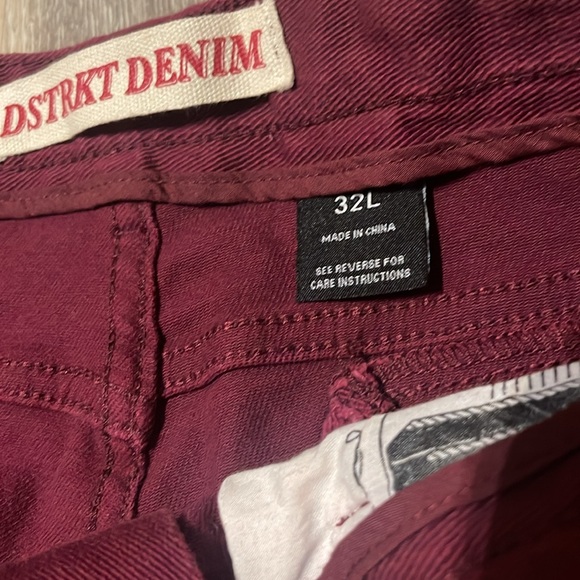 DSTRKT DENIM
32L
MADE IN CHINA
SEE REVERSE FOR
CARE INSTRUCTIONS